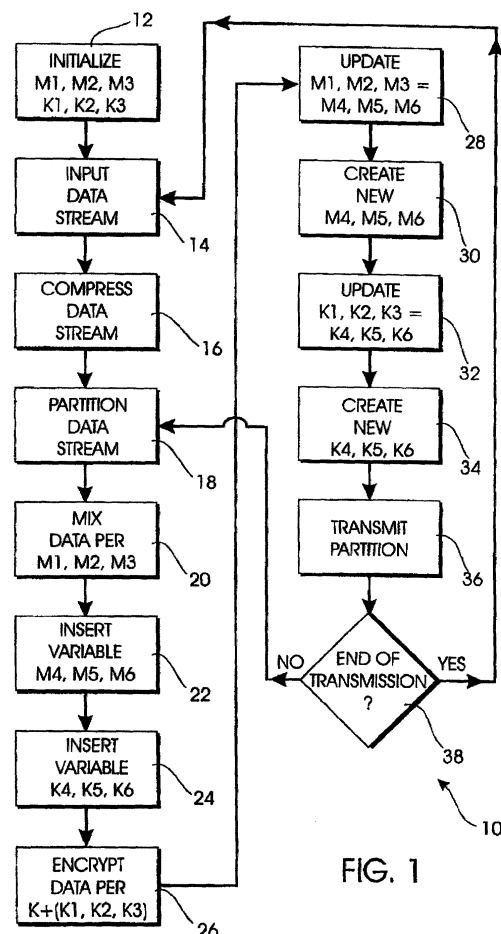 12
INITIALIZE
M1, M2, M3
K1, K2, K3
INPUT
DATA
STREAM
14
COMPRESS
DATA
STREAM
16
PARTITION
DATA
STREAM
18
MIX
DATA PER
M1, M2, M3
20
INSERT
VARIABLE
M4, M5, M6
22
INSERT
VARIABLE
K4, K5, K6
24
ENCRYPT
DATA PER
K+(K1, K2, K3)
26
UPDATE
M1, M2, M3 =
M4, M5, M6
28
CREATE
NEW
M4, M5, M6
30
UPDATE
K1, K2, K3 =
K4, K5, K6
32
CREATE
NEW
K4, K5, K6
34
TRANSMIT
PARTITION
36
NO
END OF
TRANSMISSION
?
YES
38
10
FIG. 1